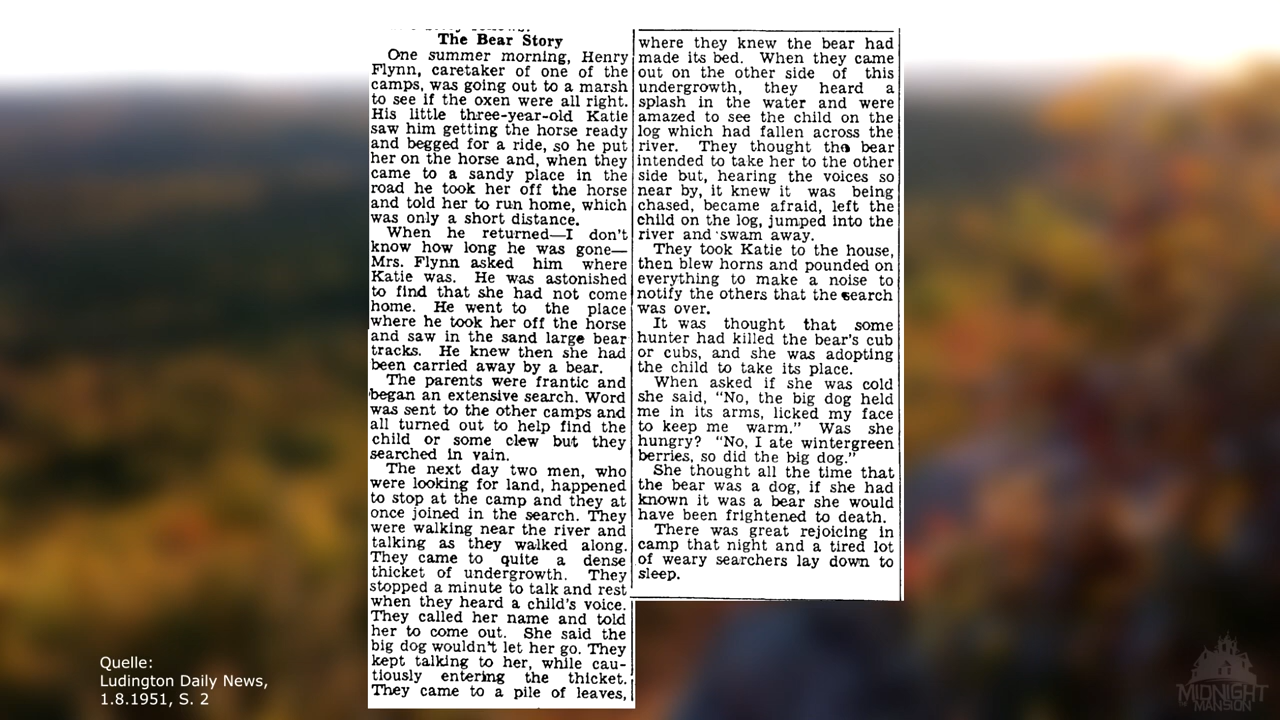 The Bear Story
One summer morning, Henry
Flynn, caretaker of one of the
camps, was going out to a marsh
to see if the oxen were all right.
His little three-year-old Katie
saw him getting the horse ready
and begged for a ride, so he put
her on the horse and, when they
came to a sandy place in the
road he took her off the horse
and told her to run home, which
was only a short distance.
When he returned—I don't
know how long he was gone—
Mrs. Flynn asked him where
Katie was. He was astonished
to find that she had not come
home. He went to the place
where he took her off the horse
and saw in the sand large bear
tracks. He knew then she had
been carried away by a bear.
The parents were frantic and
began an extensive search. Word
was sent to the other camps and
all turned out to help find the
child or some clew but they
searched in vain.
The next day two men, who
were looking for land, happened
to stop at the camp and they at
once joined in the search. They
were walking near the river and
talking as they walked along.
They came to quite a dense
thicket of undergrowth. They
stopped a minute to talk and rest
when they heard a child's voice.
They called her name and told
her to come out. She said the
big dog wouldn't let her go. They
kept talking to her, while cau-
tiously entering the thicket.
They came to a pile of leaves,
where they knew the bear had
made its bed. When they came
out on the other side of this
undergrowth, they heard a
splash in the water and were
amazed to see the child on the
log which had fallen across the
river. They thought the bear
intended to take her to the other
side but, hearing the voices so
near by, it knew it was being
chased, became afraid, left the
child on the log, jumped into the
river and swam away.
They took Katie to the house,
then blew horns and pounded on
everything to make a noise to
notify the others that the search
was over.
It was thought that some
hunter had killed the bear's cub
or cubs, and she was adopting
the child to take its place.
When asked if she was cold
she said, "No, the big dog held
me in its arms, licked my face
to keep me warm." Was she
hungry? "No, I ate wintergreen
berries, so did the big dog."
She thought all the time that
the bear was a dog, if she had
known it was a bear she would
have been frightened to death.
There was great rejoicing in
camp that night and a tired lot
of weary searchers lay down to
sleep.
Quelle:
Ludington Daily News,
1.8.1951, S. 2
MIDNIGHT
MANSION